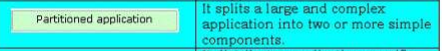 Partitioned application
It splits a large and complex
application into two or more simple
components.